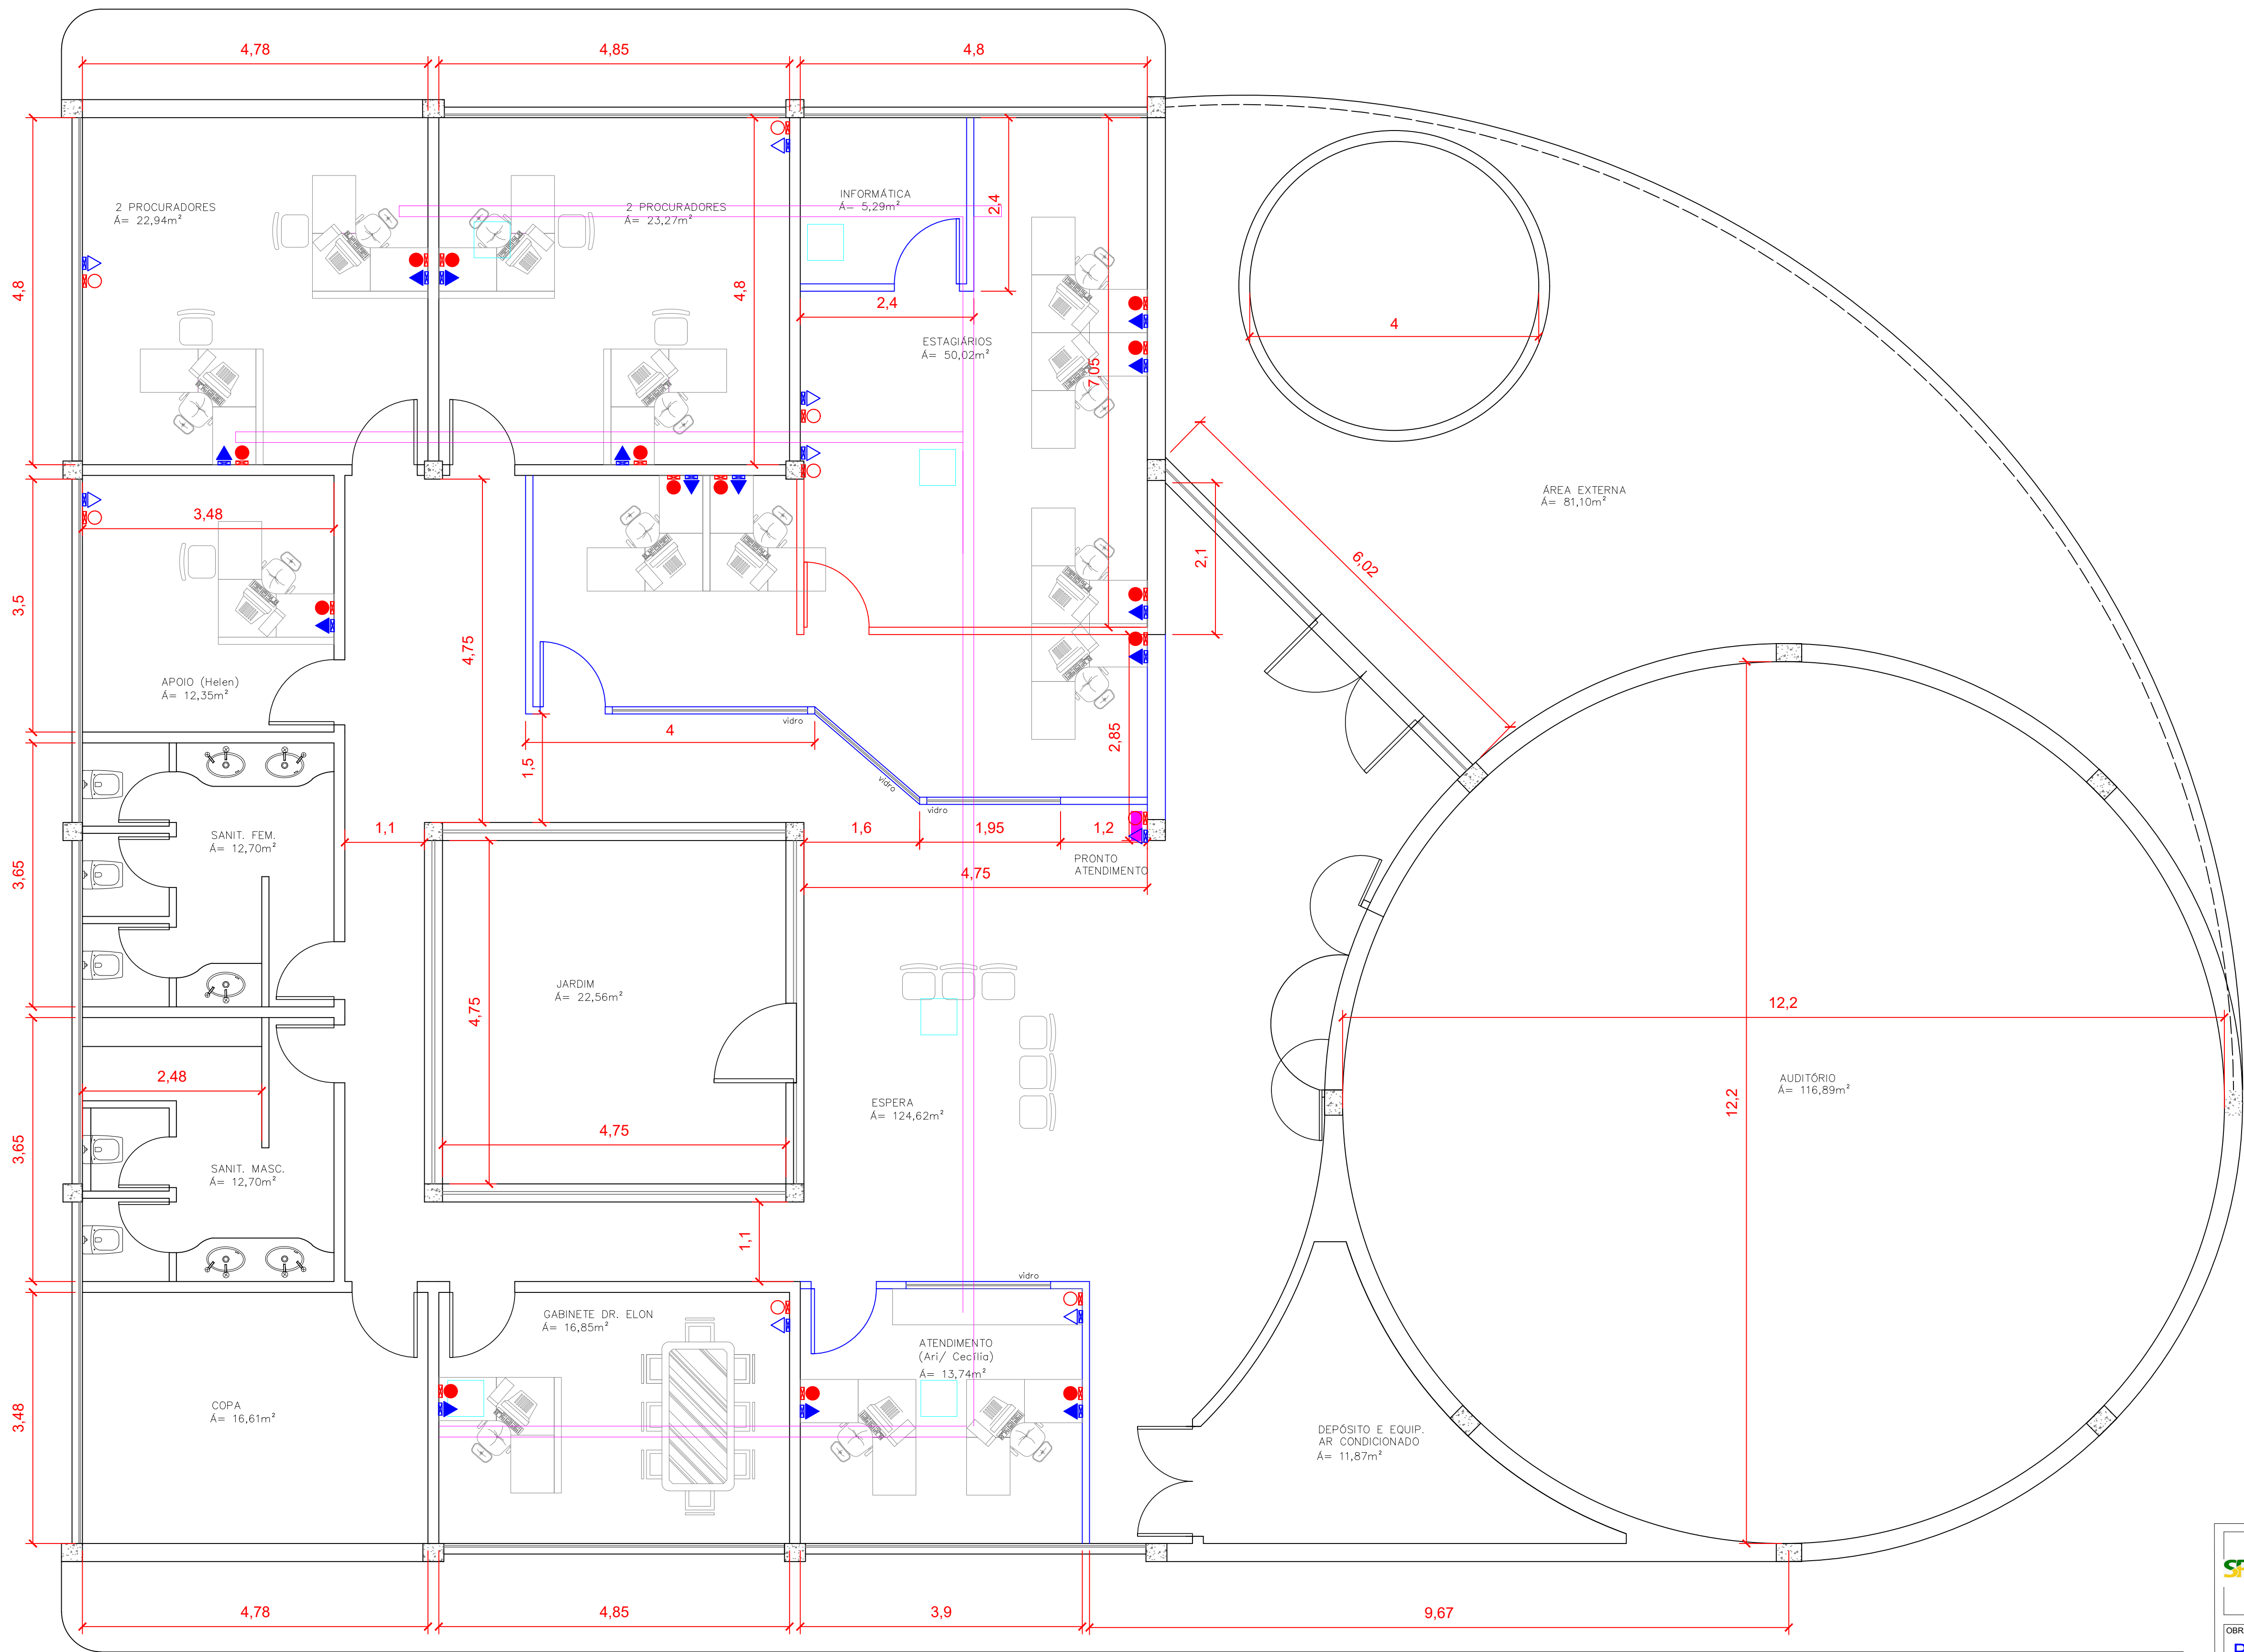 4,78
4,85
4,8
2 PROCURADORES
Á= 22,94m²
2 PROCURADORES
Á= 23,27m²
INFORMÁTICA
Á= 5,29m²
2,4
4,8
4,8
2,4
4
ESTAGIÁRIOS
Á= 50,02m²
7,05
ÁREA EXTERNA
Á= 81,10m²
3,48
2,1
6,02
3,5
4,75
APOIO (Helen)
Á= 12,35m²
vidro
4
1,5
vidro
2,85
vidro
SANIT. FEM.
Á= 12,70m²
1,1
1,6
1,95
1,2
3,65
PRONTO
ATENDIMENTO
4,75
JARDIM
Á= 22,56m²
4,75
12,2
2,48
AUDITÓRIO
Á= 116,89m²
ESPERA
Á= 124,62m²
12,2
4,75
3,65
SANIT. MASC.
Á= 12,70m²
1,1
vidro
GABINETE DR. ELON
Á= 16,85m²
ATENDIMENTO
(Ari/ Cecília)
Á= 13,74m²
COPA
Á= 16,61m²
3,48
DEPÓSITO E EQUIP.
AR CONDICIONADO
Á= 11,87m²
4,78
4,85
3,9
9,67
OBR